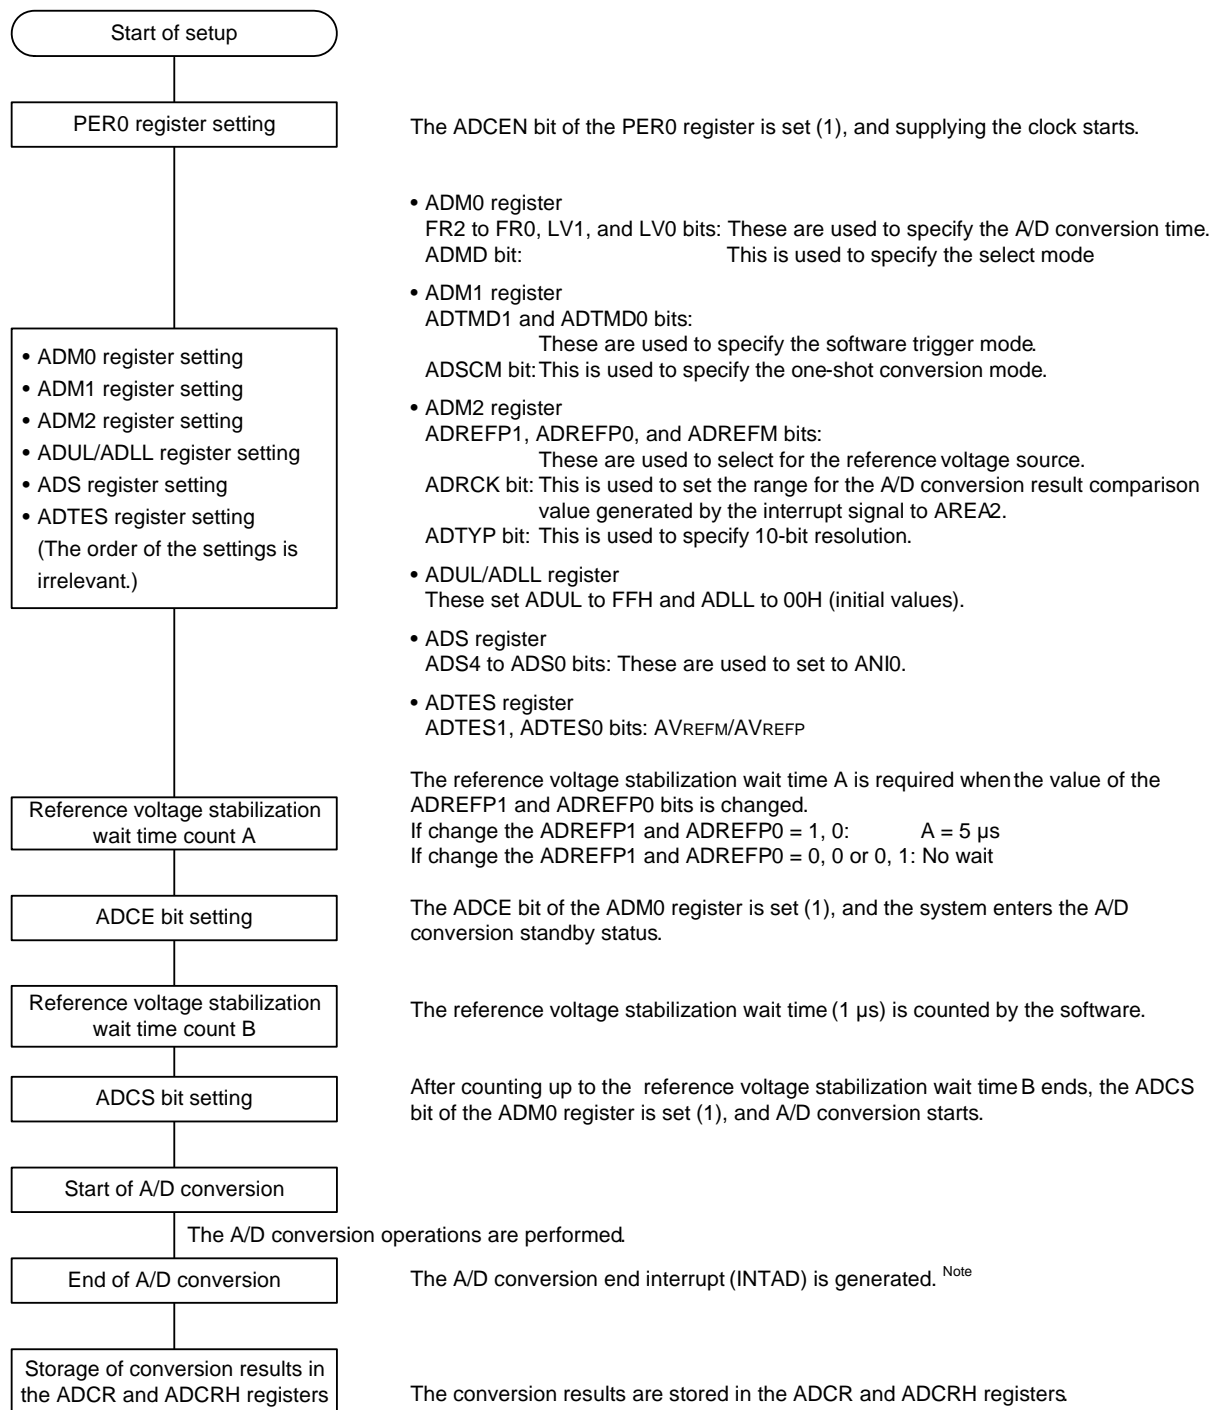 Start of setup
PER0 register setting
The ADCEN bit of the PER0 register is set (1), and supplying the clock starts.
• ADM0 register
FR2 to FR0, LV1, and LV0 bits: These are used to specify the A/D conversion time.
ADMD bit: This is used to specify the select mode
• ADM1 register
ADTMD1 and ADTMD0 bits:
These are used to specify the software trigger mode.
ADSCM bit: This is used to specify the one-shot conversion mode.
• ADM2 register
ADREFP1, ADREFP0, and ADREFM bits:
These are used to select for the reference voltage source.
ADRCK bit: This is used to set the range for the A/D conversion result comparison
value generated by the interrupt signal to AREA2.
ADTYP bit: This is used to specify 10-bit resolution.
• ADUL/ADLL register
These set ADUL to FFH and ADLL to 00H (initial values).
• ADS register
ADS4 to ADS0 bits: These are used to set to ANI0.
• ADTES register
ADTES1, ADTES0 bits: AVREFM/AVREFP
• ADM0 register setting
• ADM1 register setting
• ADM2 register setting
• ADUL/ADLL register setting
• ADS register setting
• ADTES register setting
(The order of the settings is
irrelevant.)
Reference voltage stabilization
wait time count A
The reference voltage stabilization wait time A is required when the value of the
ADREFP1 and ADREFP0 bits is changed.
If change the ADREFP1 and ADREFP0 = 1, 0: A = 5 µs
If change the ADREFP1 and ADREFP0 = 0, 0 or 0, 1: No wait
ADCE bit setting
The ADCE bit of the ADM0 register is set (1), and the system enters the A/D
conversion standby status.
Reference voltage stabilization
wait time count B
The reference voltage stabilization wait time (1 µs) is counted by the software.
ADCS bit setting
After counting up to the reference voltage stabilization wait time B ends, the ADCS
bit of the ADM0 register is set (1), and A/D conversion starts.
Start of A/D conversion
The A/D conversion operations are performed.
End of A/D conversion
The A/D conversion end interrupt (INTAD) is generated. Note
Storage of conversion results in
the ADCR and ADCRH registers
The conversion results are stored in the ADCR and ADCRH registers.